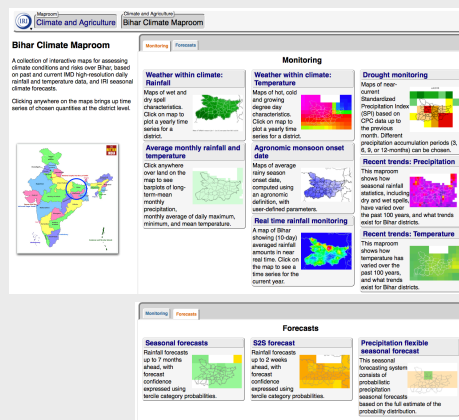 IRI
Maproom
Climate and Agriculture
Climate and Agriculture
Bihar Climate Maproom
Bihar Climate Maproom
A collection of interactive maps for assessing
climate conditions and risks over Bihar, based
on past and current IMD high-resolution daily
rainfall and temperature data, and IRI seasonal
climate forecasts.
Clicking anywhere on the maps brings up time
series of chosen quantities at the district level.
Monitoring
Forecasts
Monitoring
Weather within climate:
Rainfall
Maps of wet and
dry spell
characteristics.
Click on map to
plot a yearly time
series for a
district.
Average monthly rainfall and
temperature
Click anywhere
over land on the
map to see
barplots of long-
term-mean
monthly
precipitation,
monthly average of daily maximum,
minimum, and mean temperature.
Weather within climate:
Temperature
Maps of hot, cold
and growing
degree day
characteristics.
Click on map to
plot a yearly time
series for a
district.
Agronomic monsoon onset
date
Maps of average
rainy season
onset date,
computed using
an agronomic
definition, with
user-defined parameters.
Real time rainfall monitoring
A map of Bihar
showing (10-day)
averaged rainfall
amounts in near
real time. Click on
the map to see a
time series for the
current year.
Drought monitoring
Maps of near-
current
Standardized
Precipitation Index
(SPI) based on
CPC data up to
the previous
month. Different
precipitation accumulation periods (3,
6, 9, or 12-months) can be chosen.
Recent trends: Precipitation
This maproom
shows how
seasonal rainfall
statistics, including
dry and wet spells,
have varied over
the past 100 years, and what trends
exist for Bihar districts.
Recent trends: Temperature
This maproom
shows how
temperature has
varied over the
past 100 years,
and what trends
exist for Bihar districts.
Monitoring
Forecasts
Forecasts
Seasonal forecasts
Rainfall forecasts
up to 7 months
ahead, with
forecast
confidence
expressed using
tercile category probabilities.
S2S forecast
Rainfall forecasts
up to 2 weeks
ahead, with
forecast
confidence
expressed using
tercile category probabilities.
Precipitation flexible
seasonal forecast
This seasonal
forecasting system
consists of
probabilistic
precipitation
seasonal forecasts
based on the full estimate of the
probability distribution.